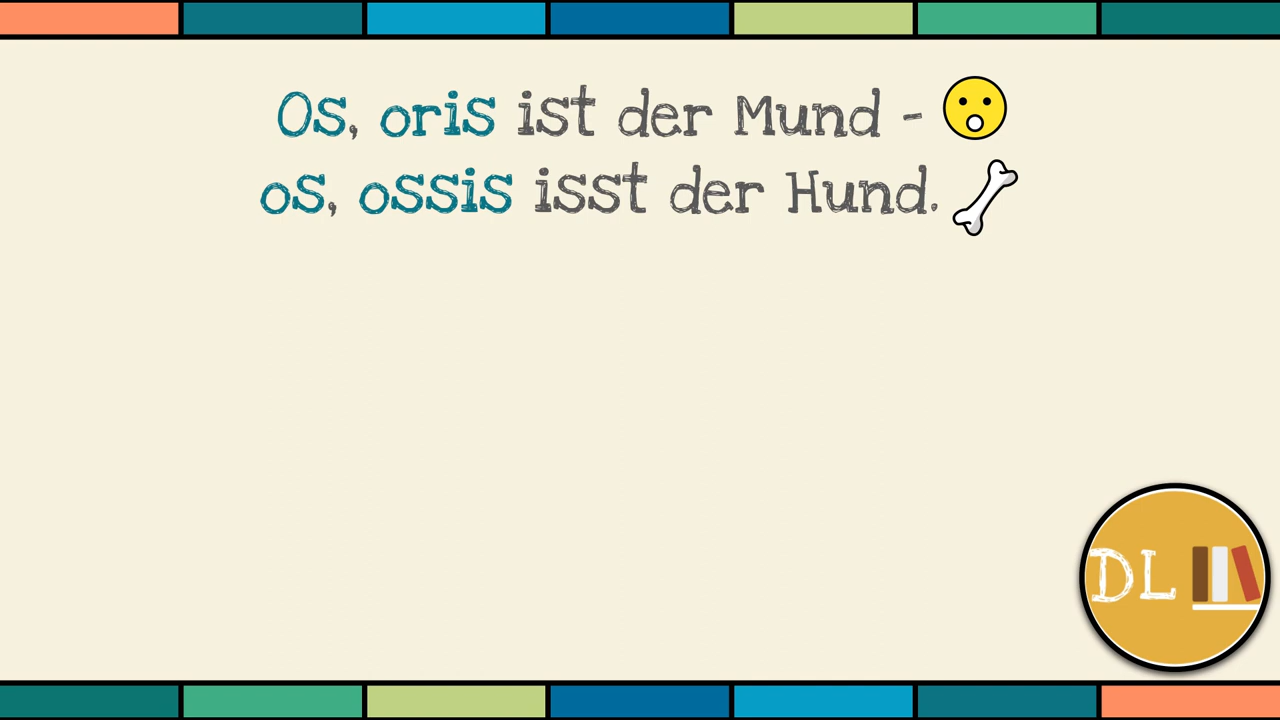 Os, oris ist der Mund -
os, ossis isst der Hund.
DL